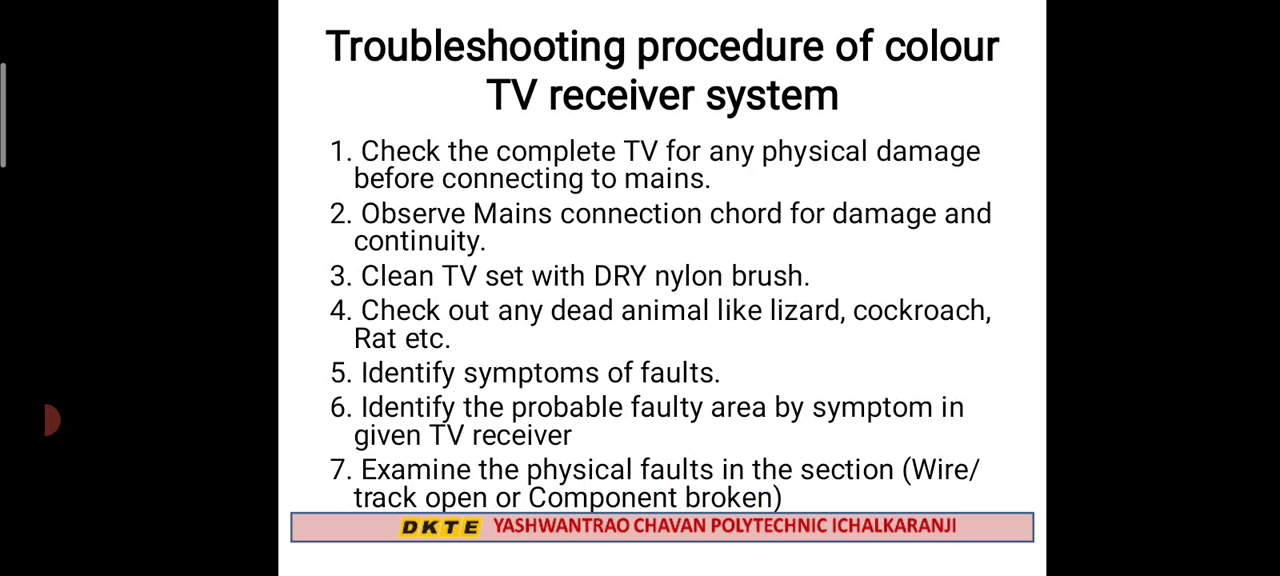 Troubleshooting procedure of colour
TV receiver system
1. Check the complete TV for any physical damage
before connecting to mains.
2. Observe Mains connection chord for damage and
continuity.
3. Clean TV set with DRY nylon brush.
4. Check out any dead animal like lizard, cockroach,
Rat etc.
5. Identify symptoms of faults.
6. Identify the probable faulty area by symptom in
given TV receiver
7. Examine the physical faults in the section (Wire/
track open or Component broken)
DKTE YASHWANTRAO CHAVAN POLYTECHNIC ICHALKARANJI